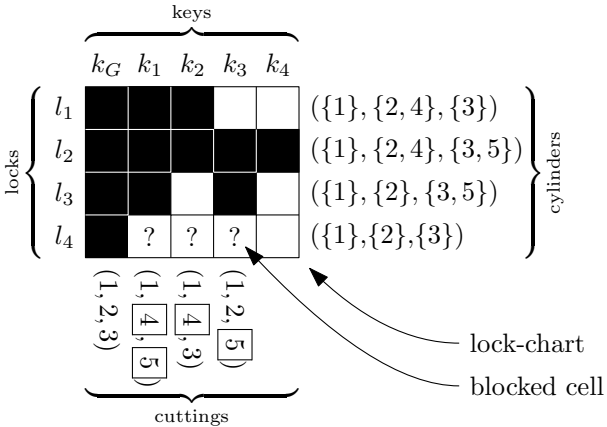 keys
k_G k_1 k_2 k_3 k_4
locks
l_1 ({1},{2,4},{3})
l_2 ({1},{2,4},{3,5})
l_3 ({1},{2},{3,5})
l_4 ? ? ? ({1},{2},{3})
cylinders
(1,2,3)
(1,4,5)
(1,4,3)
(1,2,5)
cuttings
lock-chart
blocked cell